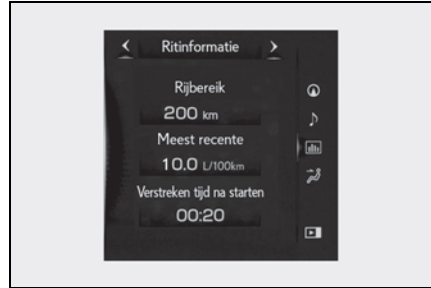 Ritinformatie
Rijbereik
200 km
Meest recente
10.0 L/100km
Verstreken tijd na starten
00:20